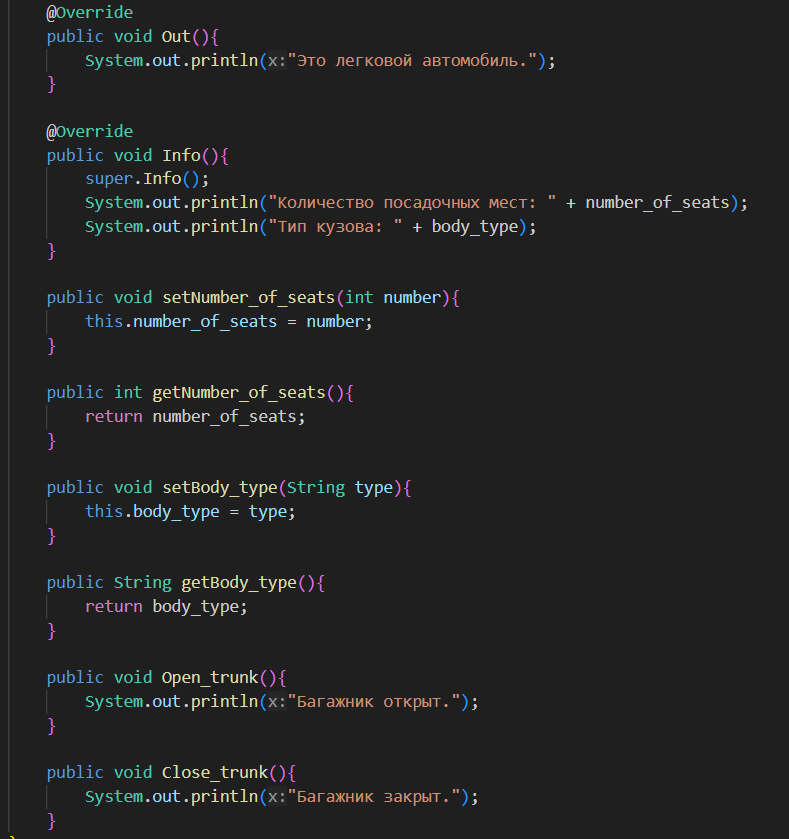 @Override
public void Out(){
System.out.println(x:"Это легковой автомобиль.");
}
@Override
public void Info(){
super.Info();
System.out.println("Количество посадочных мест: " + number_of_seats);
System.out.println("Тип кузова: " + body_type);
}
public void setNumber_of_seats(int number){
this.number_of_seats = number;
}
public int getNumber_of_seats(){
return number_of_seats;
}
public void setBody_type(String type){
this.body_type = type;
}
public String getBody_type(){
return body_type;
}
public void Open_trunk(){
System.out.println(x:"Багажник открыт.");
}
public void Close_trunk(){
System.out.println(x:"Багажник закрыт.");
}